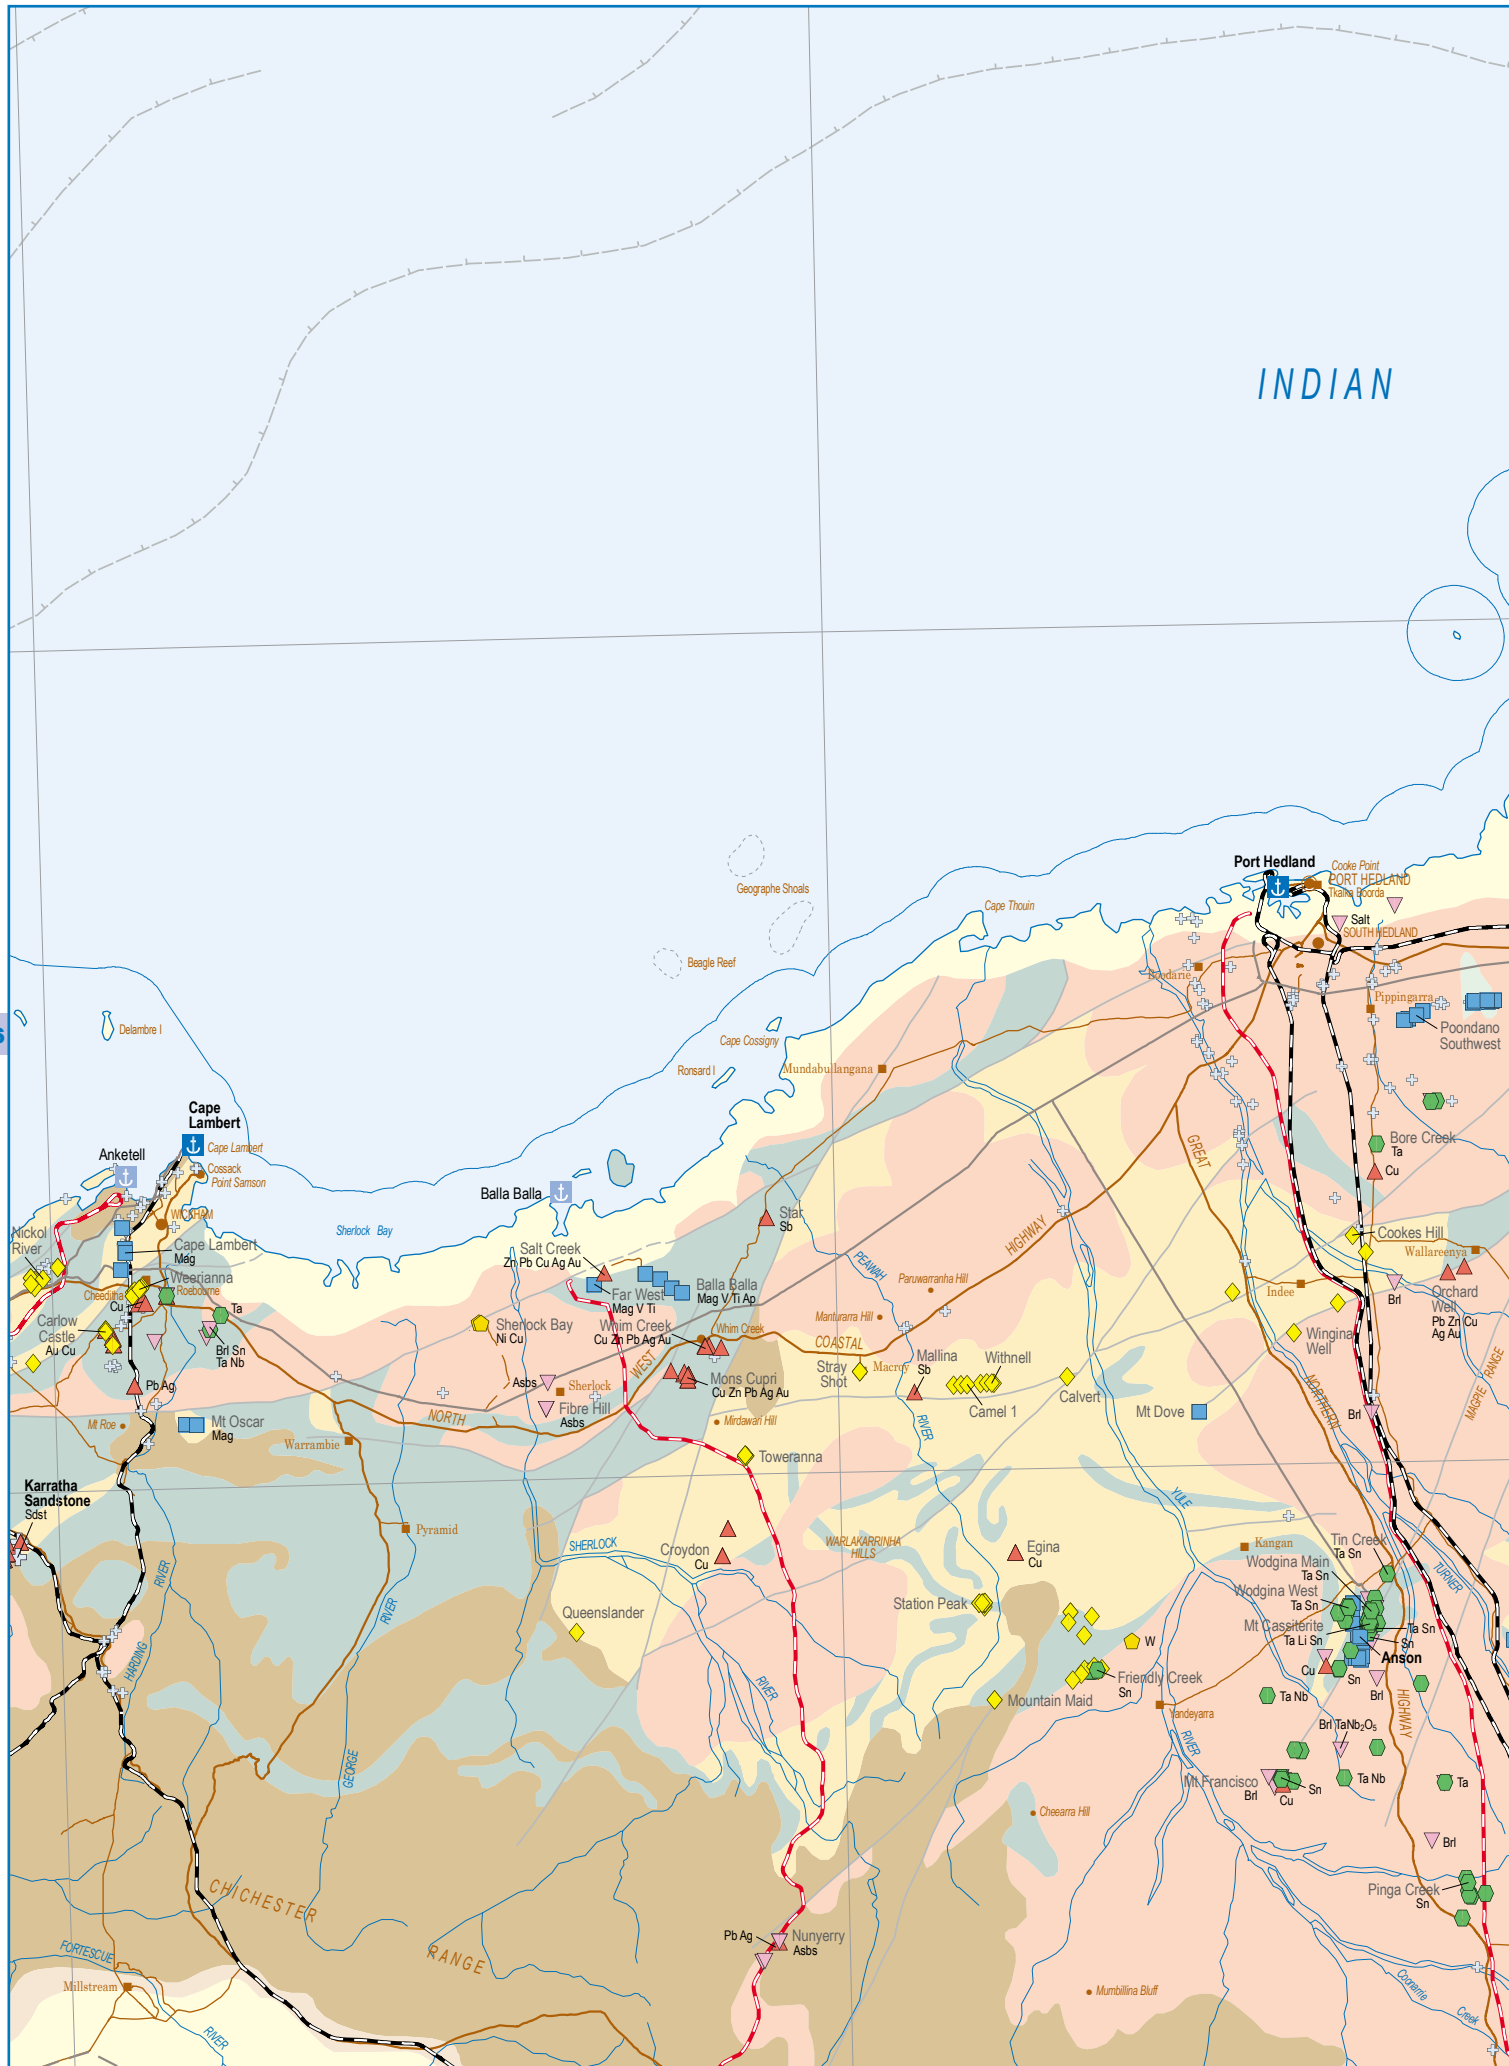 INDIAN
Port Hedland
Cooke Point
PORT HEDLAND
Tkalka Boorda
Salt
SOUTH HEDLAND
Geographe Shoals
Cape Thouin
Beagle Reef
Boodarie
Pippingarra
Poondano
Southwest
Delambre I
Cape Cossigny
Ronsard I
Mundabullangana
Cape
Lambert
Cape Lambert
Anketell
Cossack
Point Samson
Balla Balla
WICKHAM
Sherlock Bay
Nickol
River
Cape Lambert
Mag
Weerianna
Cheeditha
Roebourne
Cu
Carlow
Castle
Au Cu
Ta
Brl Sn
Ta Nb
Pb Ag
Mt Roe
Mt Oscar
Mag
Karratha
Sandstone
Sdst
Warrambie
Pyramid
NORTH
WEST
COASTAL
HIGHWAY
Salt Creek
Zn Pb Cu Ag Au
Far West
Mag V Ti
Balla Balla
Mag V Ti Ap
Sherlock Bay
Ni Cu
Whim Creek
Cu Zn Pb Ag Au
Whim Creek
Mons Cupri
Cu Zn Pb Ag Au
Asbs
Sherlock
Fibre Hill
Asbs
Mirdawari Hill
Toweranna
Star
Sb
PEAWAH
RIVER
Paruwarranha Hill
Manturarra Hill
Stray
Shot
Macroy
Mallina
Sb
Withnell
Camel 1
Calvert
Mt Dove
GREAT
NORTHERN
HIGHWAY
Bore Creek
Ta
Cu
Cookes Hill
Wallareenya
Indee
Brl
Orchard
Well
Pb Zn Cu
Ag Au
Wingina
Well
MAGPIE RANGE
Brl
YULE
RIVER
TURNER
Kangan
Tin Creek
Ta Sn
Wodgina Main
Ta Sn
Wodgina West
Ta Sn
Mt Cassiterite
Ta Li Sn
Ta Sn
Sn
Anson
Cu
Sn
Brl
Ta Nb
Brl TaNb₂O₅
Mt Francisco
Brl
Cu
Sn
Ta Nb
Ta
Brl
Pinga Creek
Sn
Coonarrie
Creek
SHERLOCK
RIVER
Croydon
Cu
WARLAKARRINHA
HILLS
Egina
Cu
Queenslander
Station Peak
W
Friendly Creek
Sn
Mountain Maid
Yandeyarra
Cheearra Hill
Mumbillina Bluff
Pb Ag
Nunyerry
Asbs
HARDING
RIVER
GEORGE
RIVER
CHICHESTER
RANGE
FORTESCUE
RIVER
Millstream